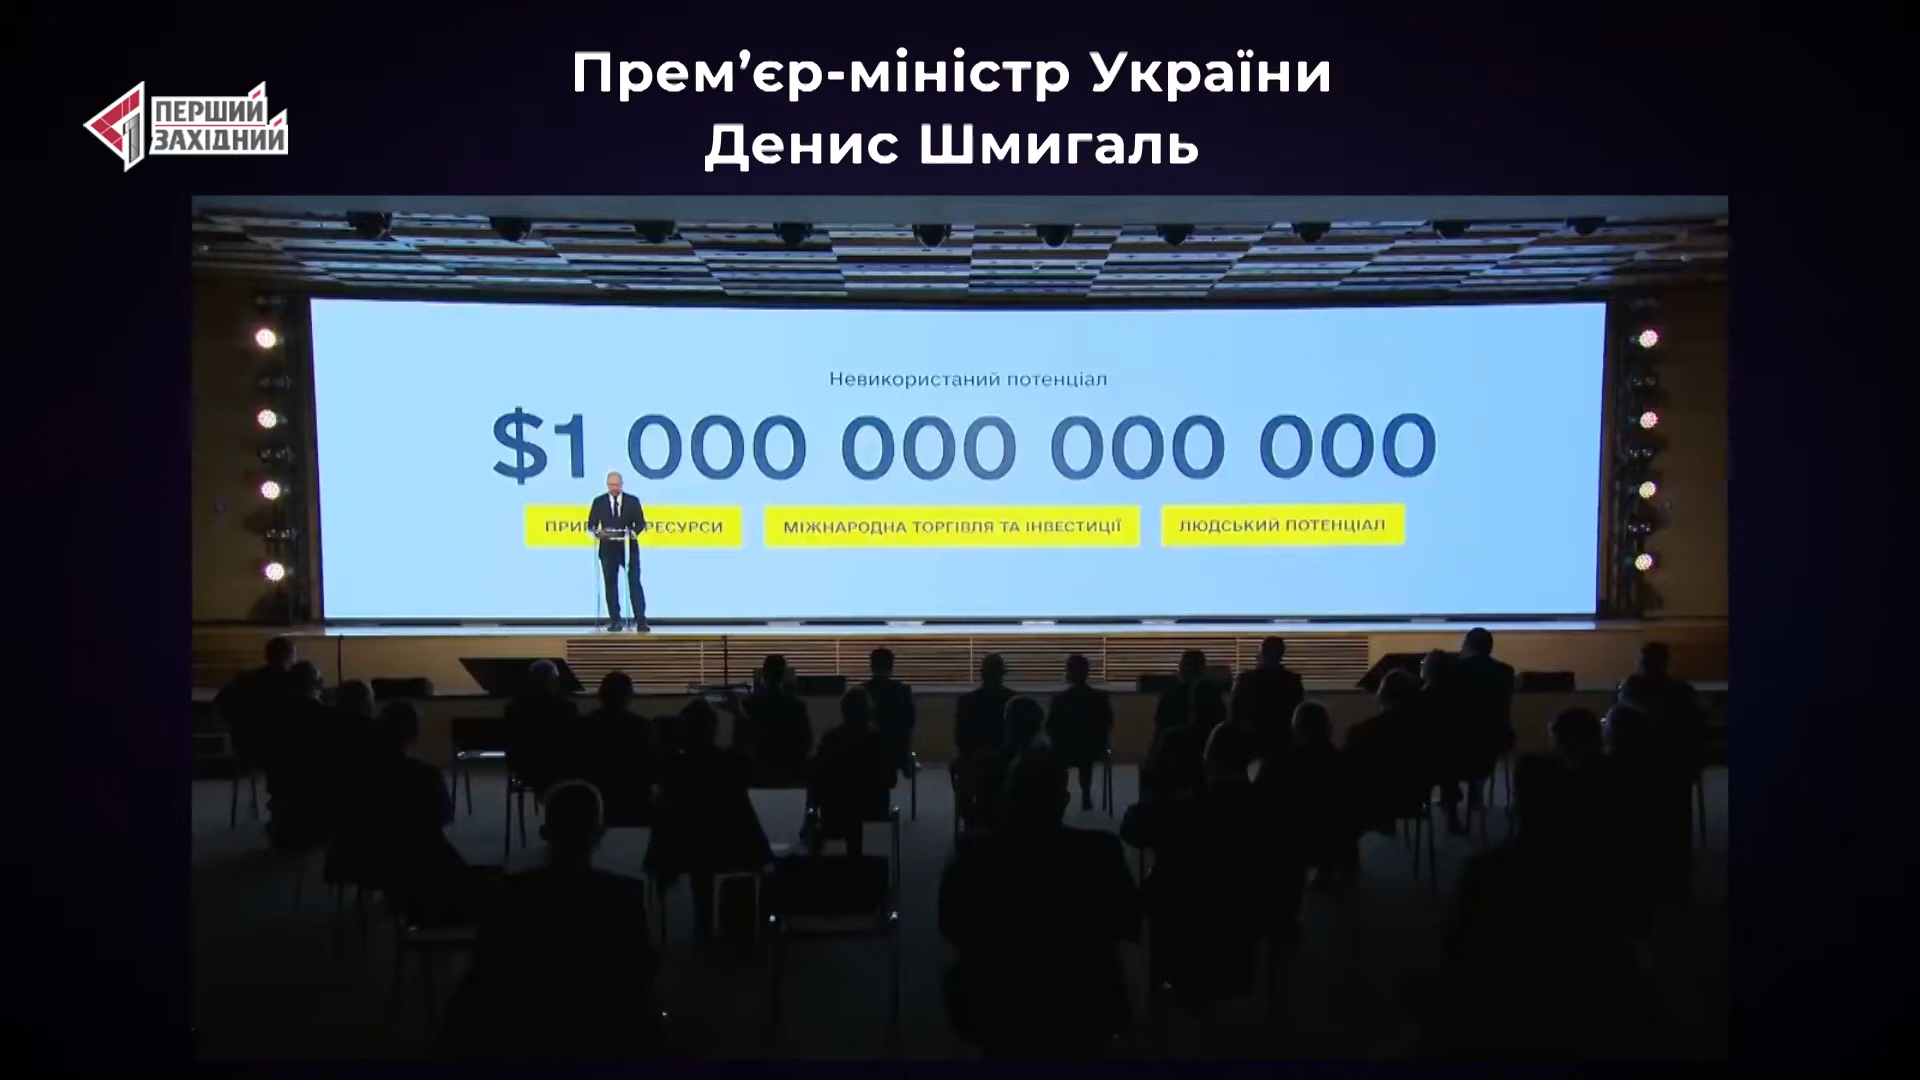 Прем’єр-міністр України
Денис Шмигаль
ПЕРШИЙ
ЗАХІДНИЙ
Невикористаний потенціал
$1 000 000 000 000
РЕСУРСИ
МІЖНАРОДНА ТОРГІВЛЯ ТА ІНВЕСТИЦІЇ
ЛЮДСЬКИЙ ПОТЕНЦІАЛ